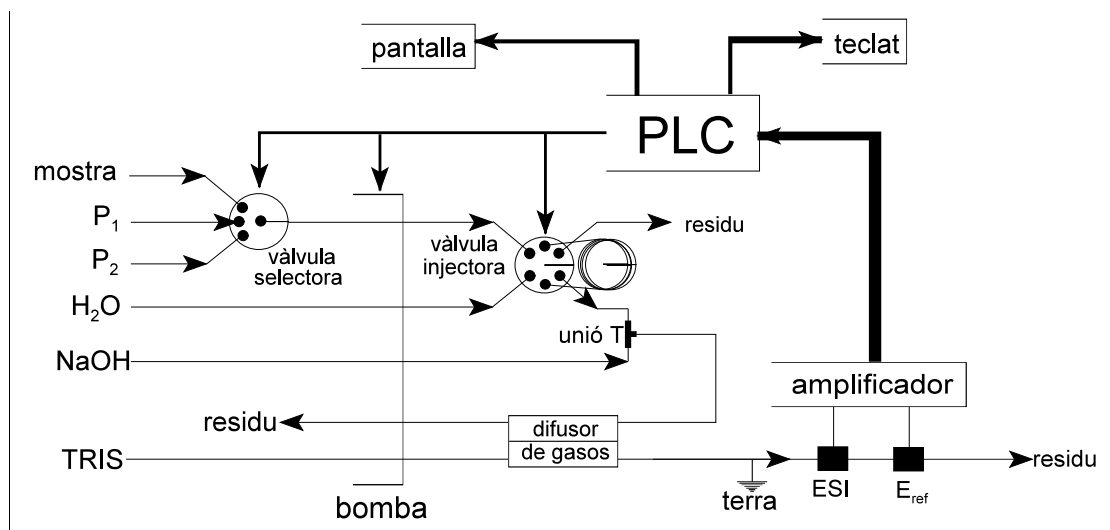 pantalla
teclat
PLC
mostra
P₁
P₂
H₂O
NaOH
TRIS
vàlvula
selectora
vàlvula
injectora
residu
unió T
amplificador
residu
difusor
de gasos
bomba
terra
ESI
E_ref
residu